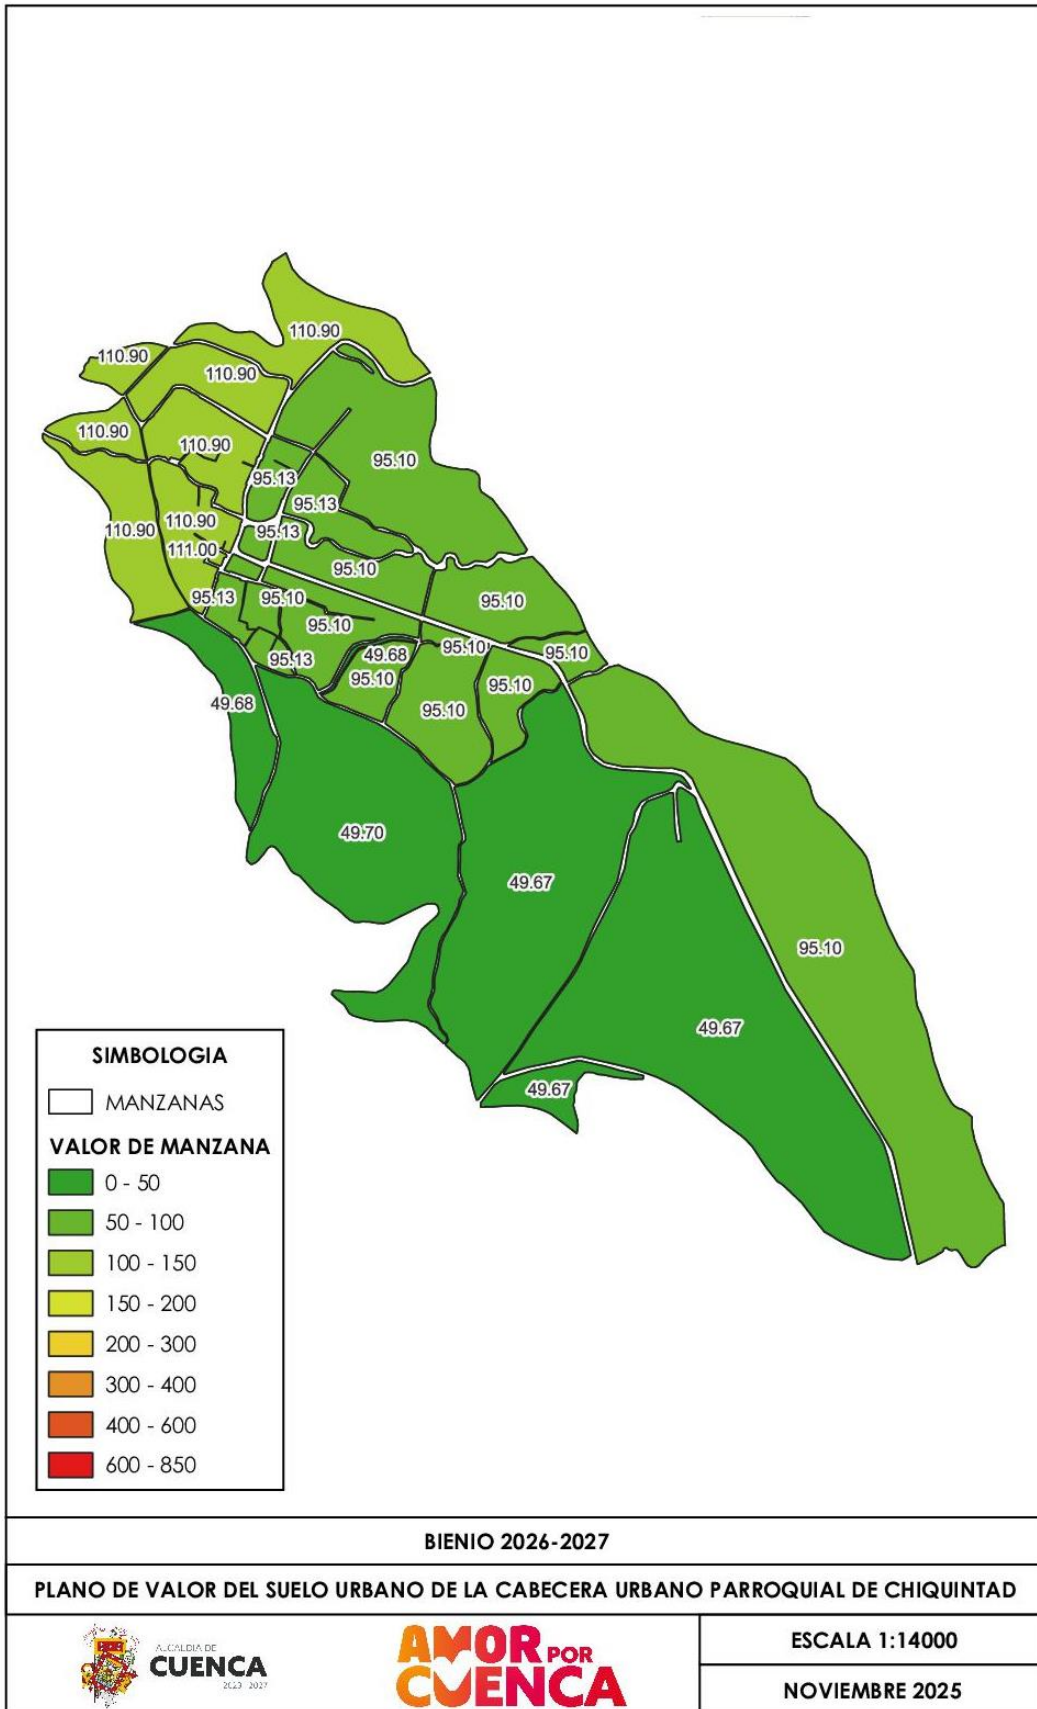 110.90
110.90
110.90
110.90
110.90
95.10
95.13
95.13
110.90
110.90
95.13
111.00
95.10
95.13
95.10
95.10
95.10
95.10
95.10
49.68
95.13
95.10
95.10
49.68
95.10
49.70
49.67
95.10
49.67
49.67
SIMBOLOGIA
MANZANAS
VALOR DE MANZANA
0 - 50
50 - 100
100 - 150
150 - 200
200 - 300
300 - 400
400 - 600
600 - 850
BIENIO 2026-2027
PLANO DE VALOR DEL SUELO URBANO DE LA CABECERA URBANO PARROQUIAL DE CHIQUINTAD
ALCALDIA DE
CUENCA
2023 2027
AMOR POR
CUENCA
ESCALA 1:14000
NOVIEMBRE 2025